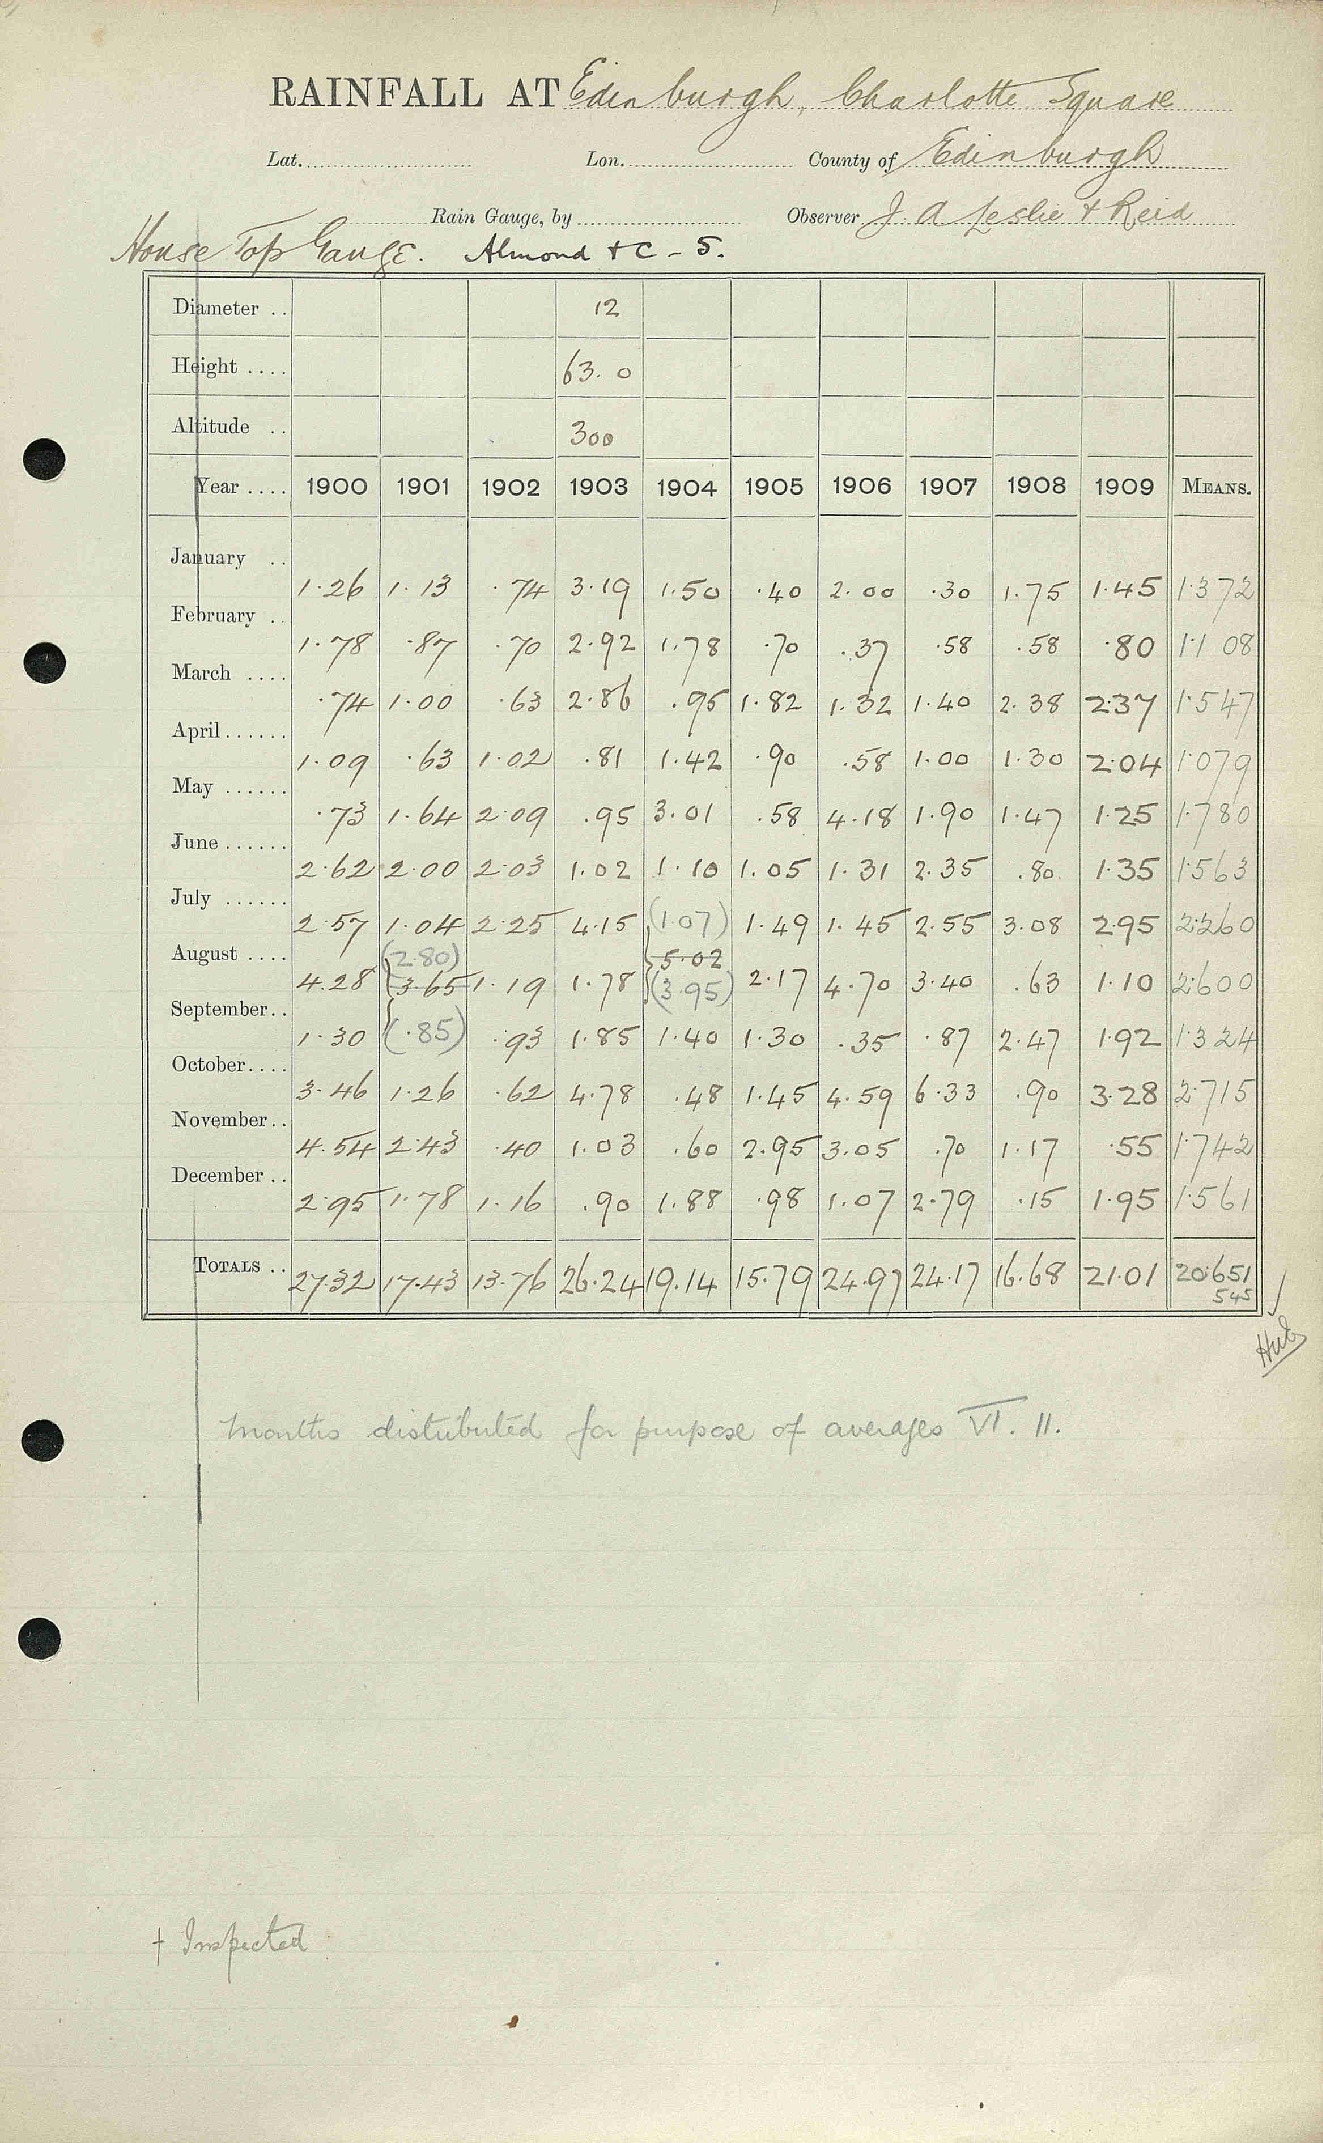 RAINFALL AT Edinburgh, Charlotte Square
Lat. Lon. County of Edinburgh
Rain Gauge, by Observer J. A Leslie & Reid
House Top Gauge. Almond & C - 5.
Diameter .. 12
Height .... 63.0
Altitude .. 300
Year .... 1900 1901 1902 1903 1904 1905 1906 1907 1908 1909 MEANS.
January .. 1.26 1.13 .74 3.19 1.50 .40 2.00 .30 1.75 1.45 1.372
February .. 1.78 .87 .70 2.92 1.78 .70 .37 .58 .58 .80 1.108
March .... .74 1.00 .63 2.86 .95 1.82 1.32 1.40 2.38 2.37 1.547
April ...... 1.09 .63 1.02 .81 1.42 .90 .58 1.00 1.30 2.04 1.079
May ...... .73 1.64 2.09 .95 3.01 .58 4.18 1.90 1.47 1.25 1.780
June ...... 2.62 2.00 2.03 1.02 1.10 1.05 1.31 2.35 .80 1.35 1.563
July ...... 2.57 1.04 2.25 4.15 (1.07) 1.49 1.45 2.55 3.08 2.95 2.260
(2.80) 5.02
August .... 4.28 3.65 1.19 1.78 (3.95) 2.17 4.70 3.40 .63 1.10 2.600
September .. 1.30 (.85) .93 1.85 1.40 1.30 .35 .87 2.47 1.92 1.324
October .... 3.46 1.26 .62 4.78 .48 1.45 4.59 6.33 .90 3.28 2.715
November .. 4.54 2.43 .40 1.03 .60 2.95 3.05 .70 1.17 .55 1.742
December .. 2.95 1.78 1.16 .90 1.88 .98 1.07 2.79 .15 1.95 1.561
TOTALS .. 27.32 17.43 13.76 26.24 19.14 15.79 24.97 24.17 16.68 21.01 20.651
545
months distributed for purpose of averages VI. 11.
† Inspected